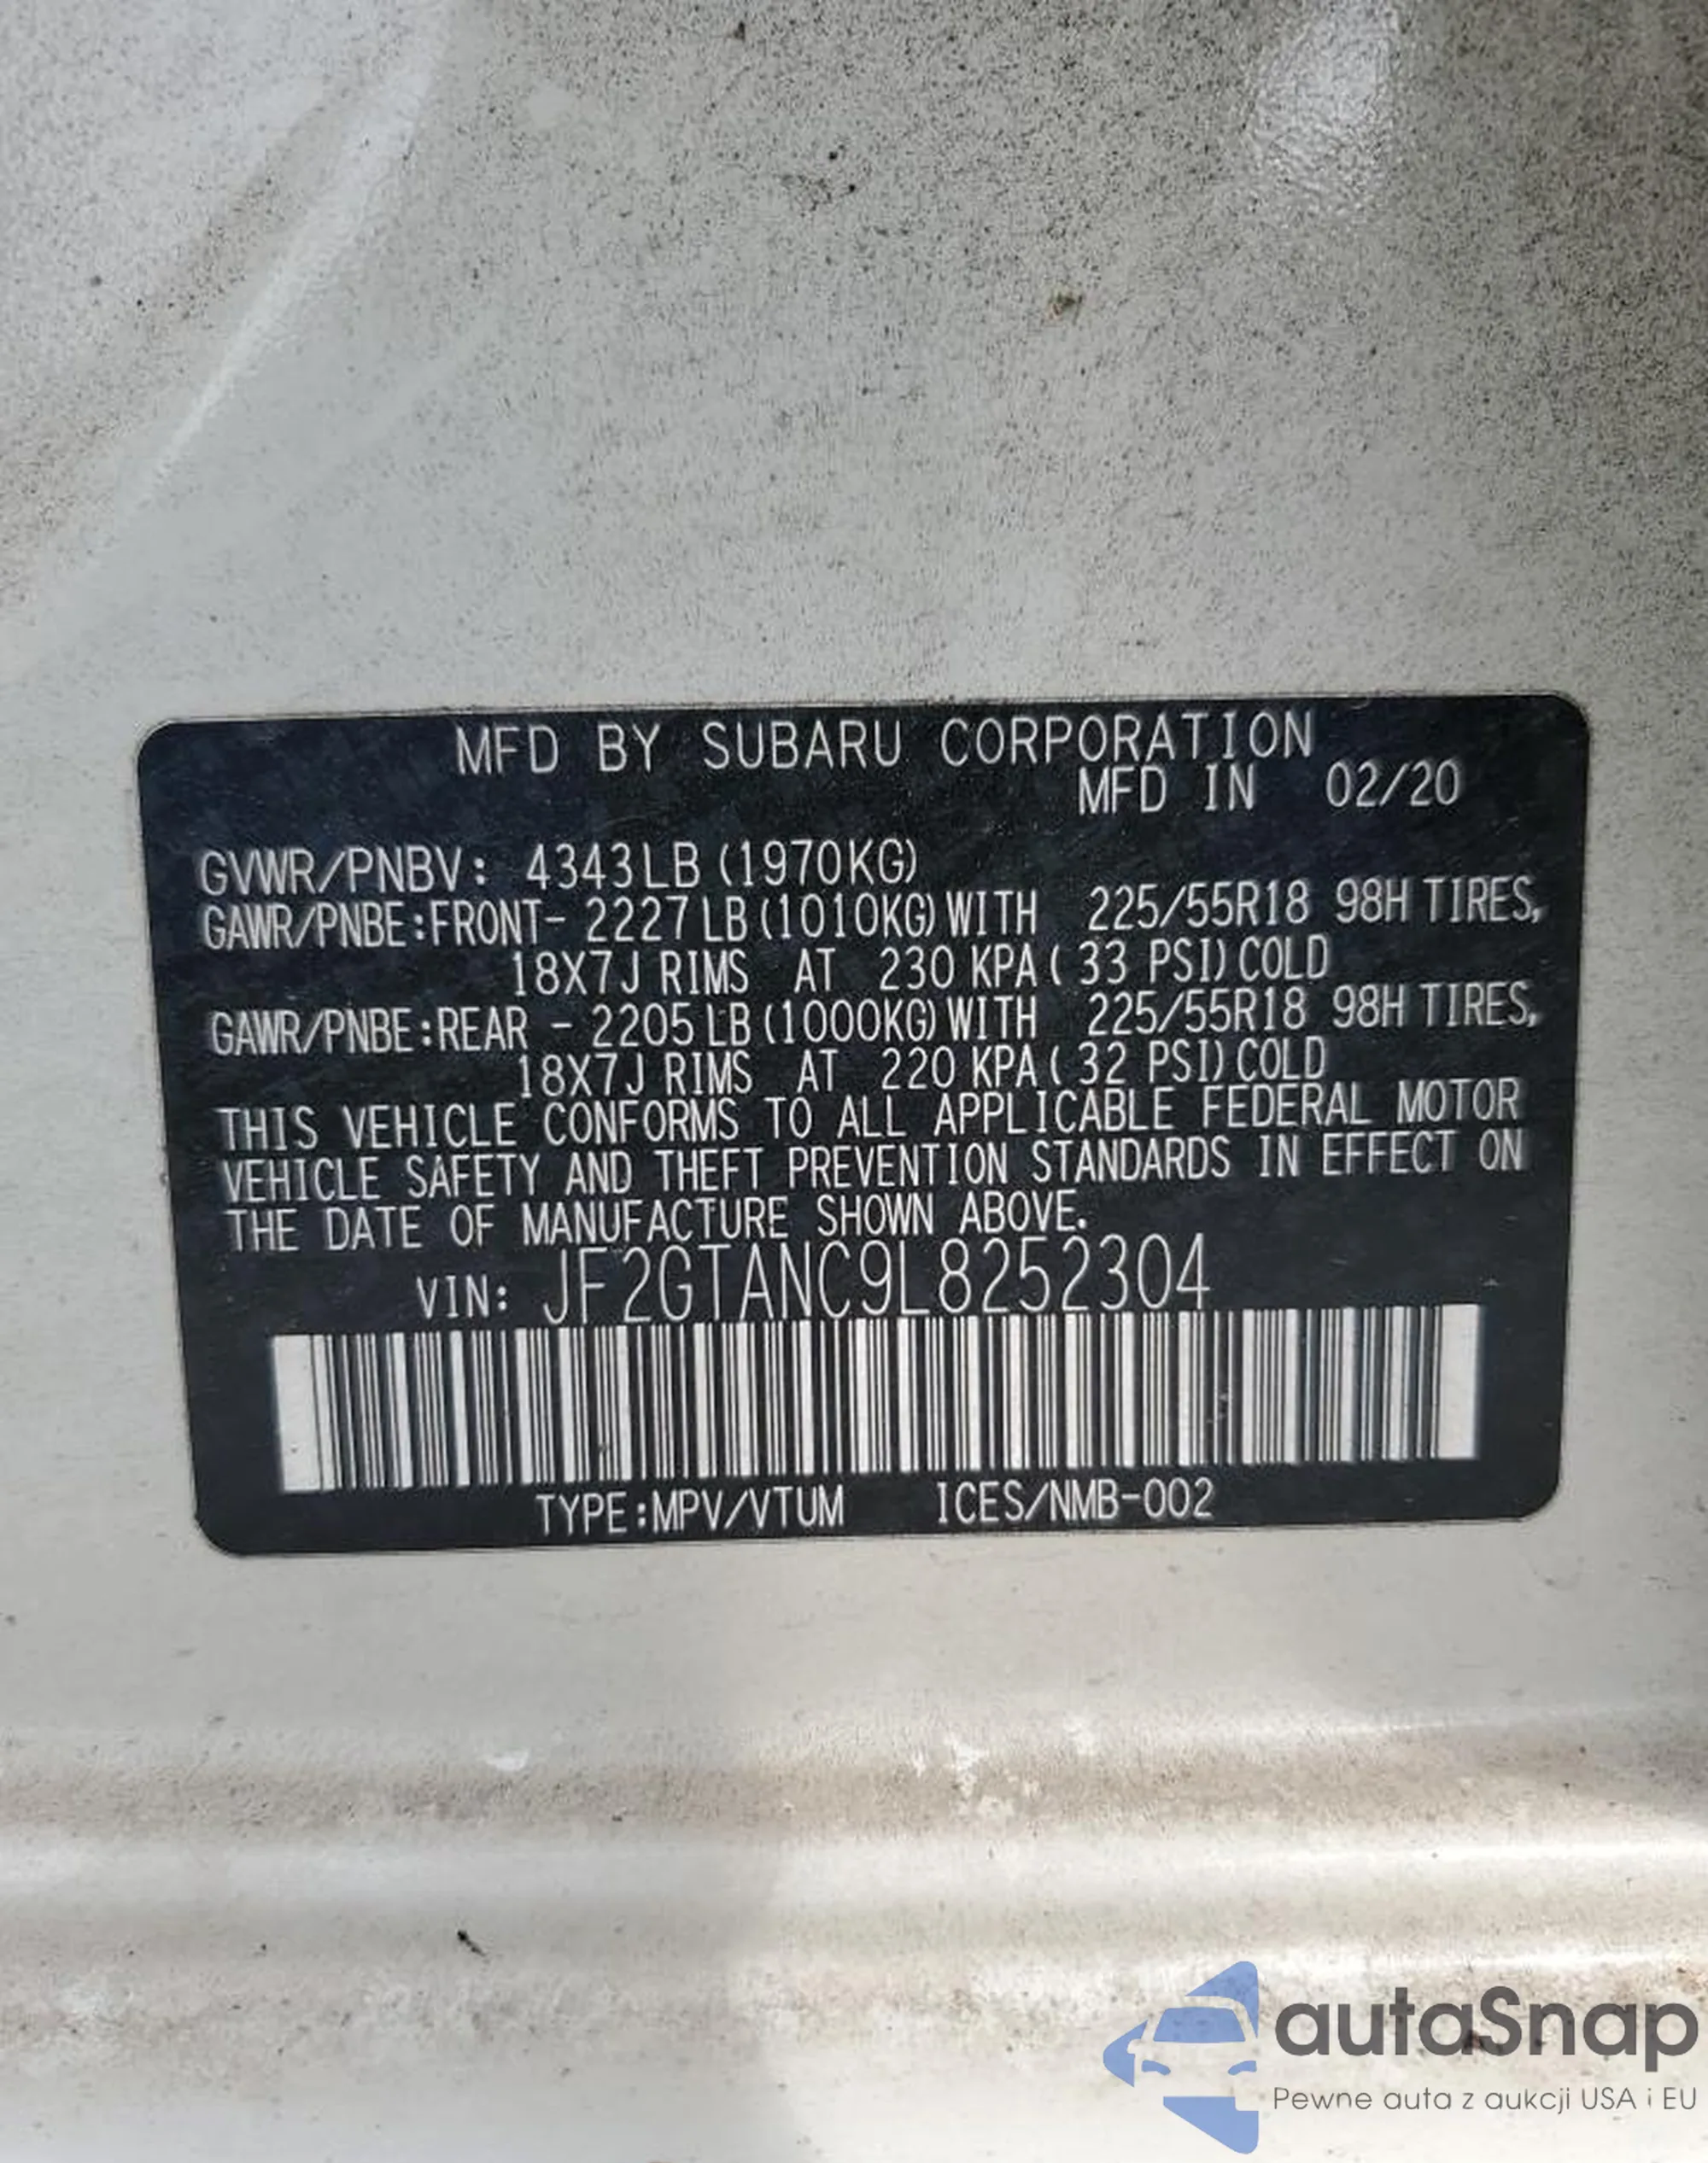 MFD BY SUBARU CORPORATION
MFD IN 02/20
GVWR/PNBV: 4343LB (1970KG)
GAWR/PNBE:FRONT- 2227LB (1010KG) WITH 225/55R18 98H TIRES,
18X7J RIMS AT 230 KPA ( 33 PSI) COLD
GAWR/PNBE:REAR - 2205LB (1000KG) WITH 225/55R18 98H TIRES,
18X7J RIMS AT 220 KPA ( 32 PSI) COLD
THIS VEHICLE CONFORMS TO ALL APPLICABLE FEDERAL MOTOR
VEHICLE SAFETY AND THEFT PREVENTION STANDARDS IN EFFECT ON
THE DATE OF MANUFACTURE SHOWN ABOVE.
VIN: JF2GTANC9L8252304
TYPE:MPV/VTUM ICES/NMB-002
autaSnap
Pewne auta z aukcji USA i EU